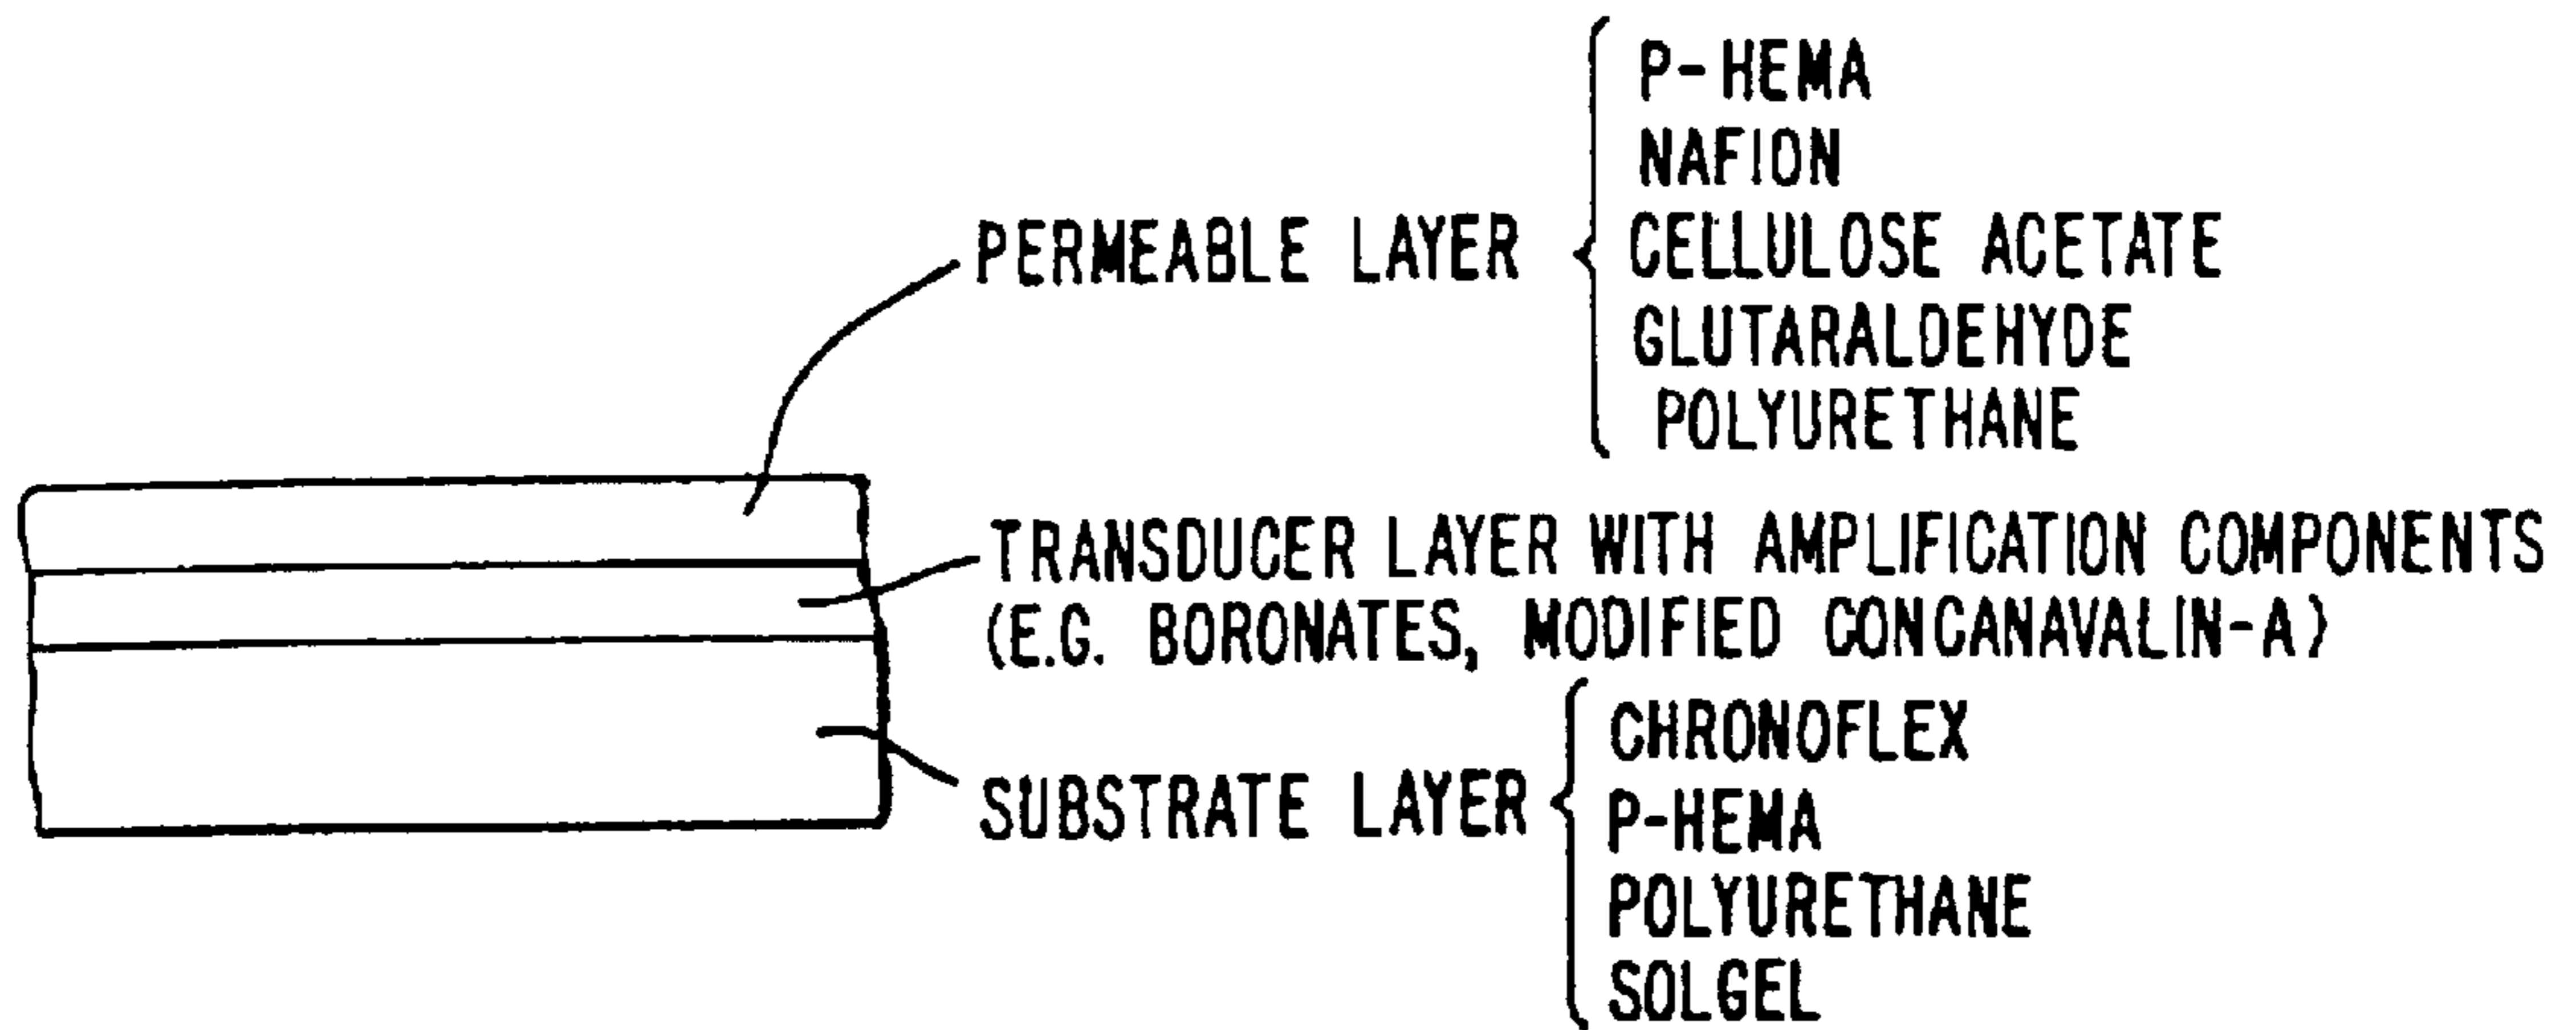 PERMEABLE LAYER
P-HEMA
NAFION
CELLULOSE ACETATE
GLUTARALDEHYDE
POLYURETHANE
TRANSDUCER LAYER WITH AMPLIFICATION COMPONENTS
(E.G. BORONATES, MODIFIED CONCANAVALIN-A)
SUBSTRATE LAYER
CHRONOFLEX
P-HEMA
POLYURETHANE
SOLGEL